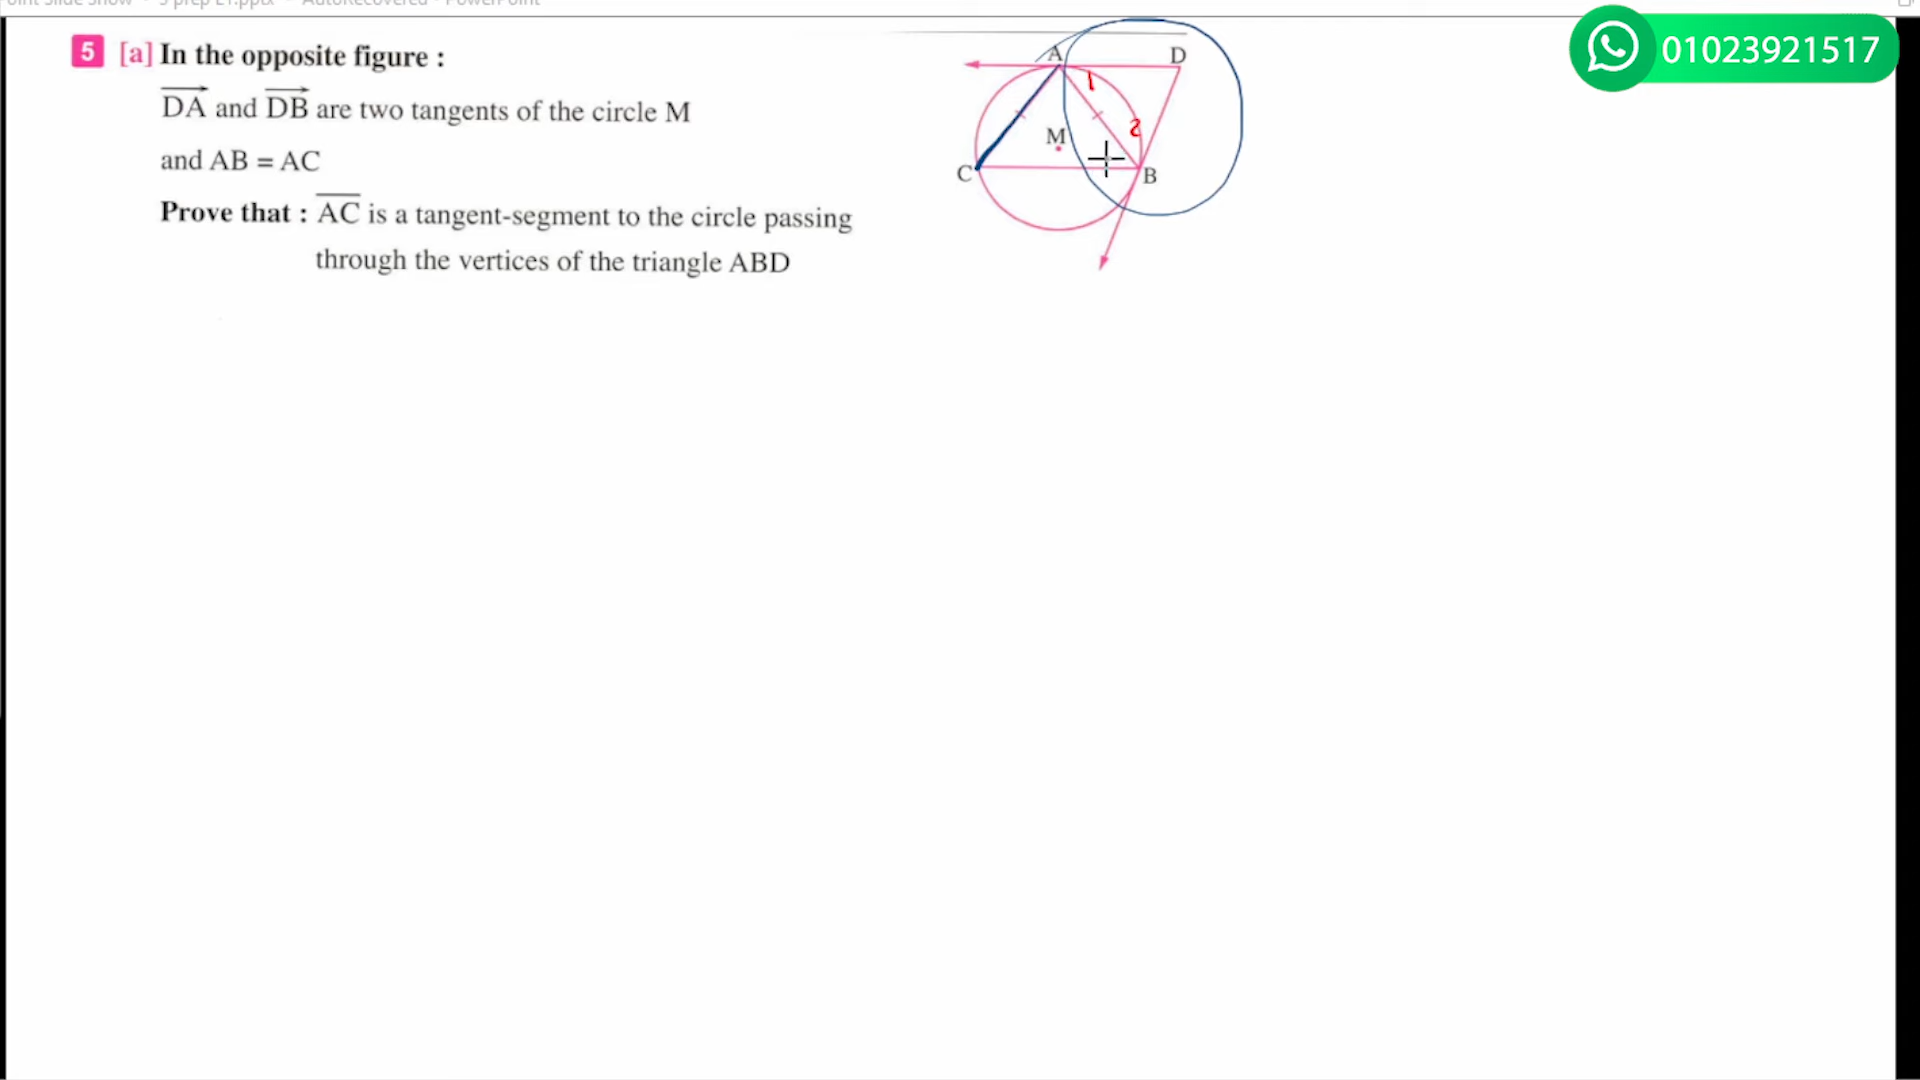 5 [a] In the opposite figure :
DA and DB are two tangents of the circle M
and AB = AC
Prove that : AC is a tangent-segment to the circle passing
through the vertices of the triangle ABD
A
D
1
2
M
C
B
01023921517